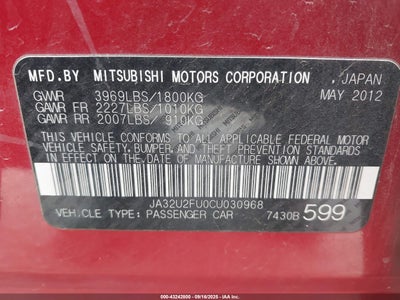 MFD.BY MITSUBISHI MOTORS CORPORATION , JAPAN
GVWR 3969LBS/1800KG MAY 2012
GAWR FR 2227LBS/1010KG
GAWR RR 2007LBS/ 910KG
THIS VEHICLE CONFORMS TO ALL APPLICABLE FEDERAL MOTOR
VEHICLE SAFETY, BUMPER, AND THEFT PREVENTION STANDARDS
IN EFFECT ON THE DATE OF MANUFACTURE SHOWN ABOVE.
JA32U2FU0CU030968
VEHICLE TYPE: PASSENGER CAR 7430B 599
000-43242800 - 09/18/2025 - IAA Inc.